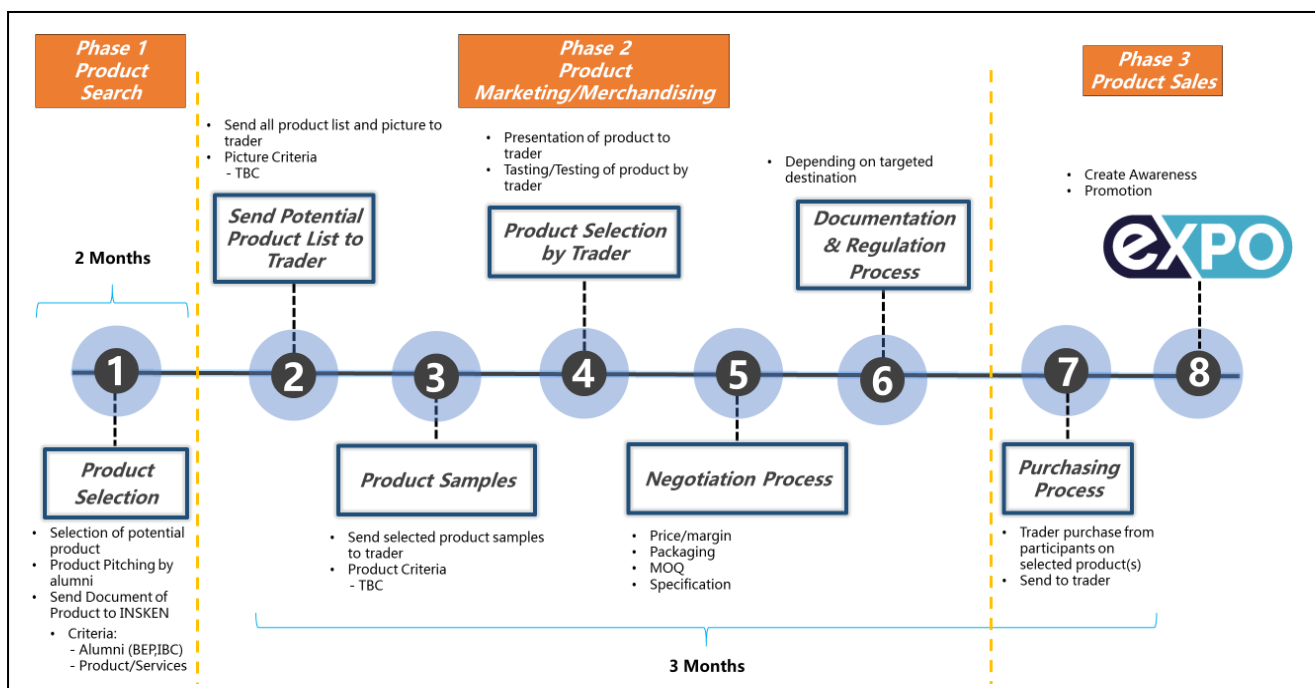 Phase 1
Product
Search
Phase 2
Product
Marketing/Merchandising
Phase 3
Product Sales
• Send all product list and picture to
trader
• Picture Criteria
- TBC
• Presentation of product to
trader
• Tasting/Testing of product by
trader
• Depending on targeted
destination
• Create Awareness
• Promotion
Send Potential
Product List to
Trader
Product Selection
by Trader
Documentation
& Regulation
Process
eXPO
2 Months
1
2
3
4
5
6
7
8
Product
Selection
Product Samples
Negotiation Process
Purchasing
Process
• Selection of potential
product
• Product Pitching by
alumni
• Send Document of
Product to INSKEN
• Criteria:
- Alumni (BEP,IBC)
- Product/Services
• Send selected product samples
to trader
• Product Criteria
- TBC
• Price/margin
• Packaging
• MOQ
• Specification
• Trader purchase from
participants on
selected product(s)
• Send to trader
3 Months